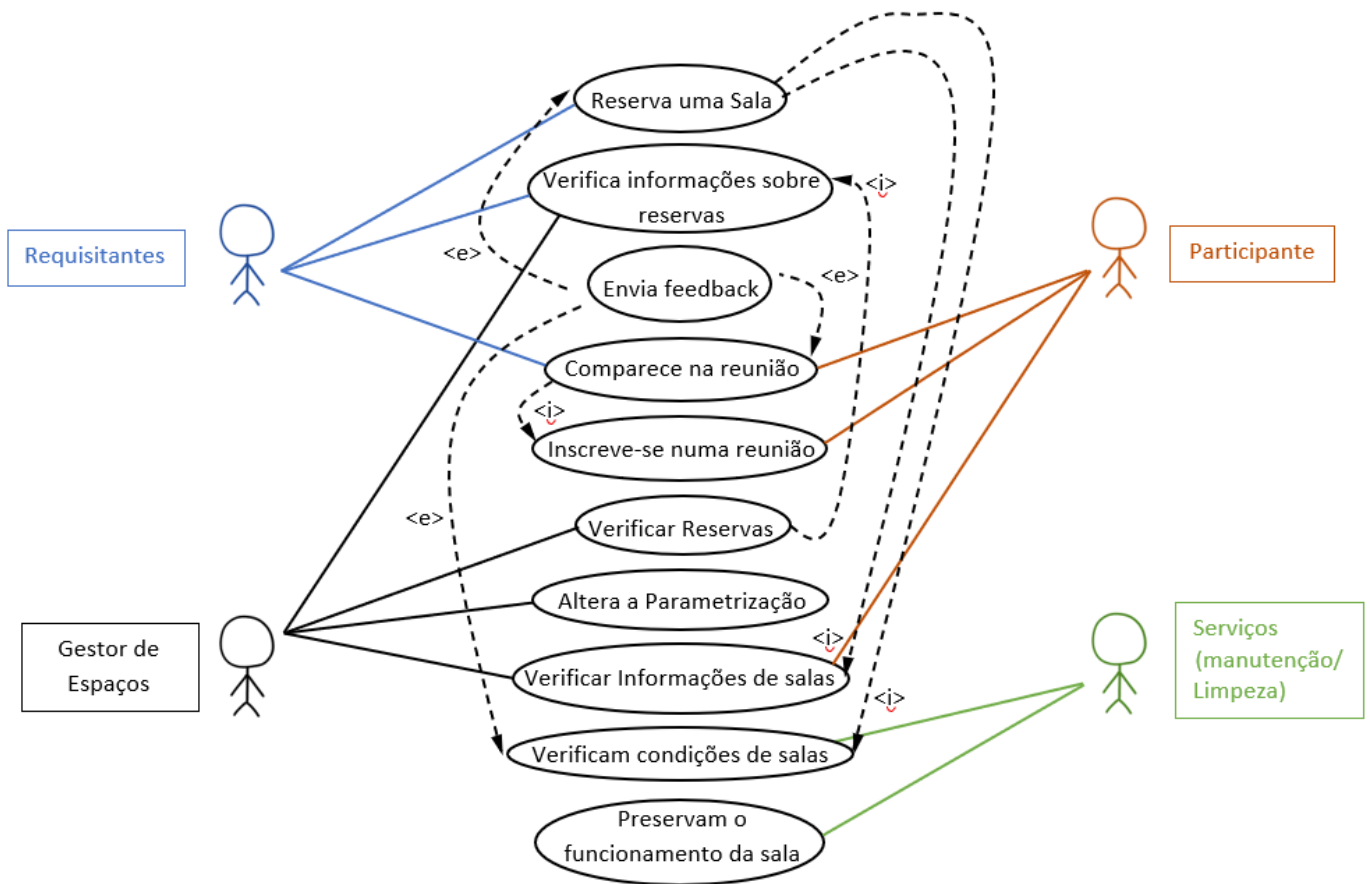 Reserva uma Sala
Verifica informações sobre
reservas
<i>
Requisitantes
<e>
Participante
Envia feedback
<e>
Comparece na reunião
<i>
Inscreve-se numa reunião
<e>
Verificar Reservas
Altera a Parametrização
Gestor de
Espaços
<i>
Serviços
(manutenção/
Limpeza)
Verificar Informações de salas
<i>
Verificam condições de salas
Preservam o
funcionamento da sala